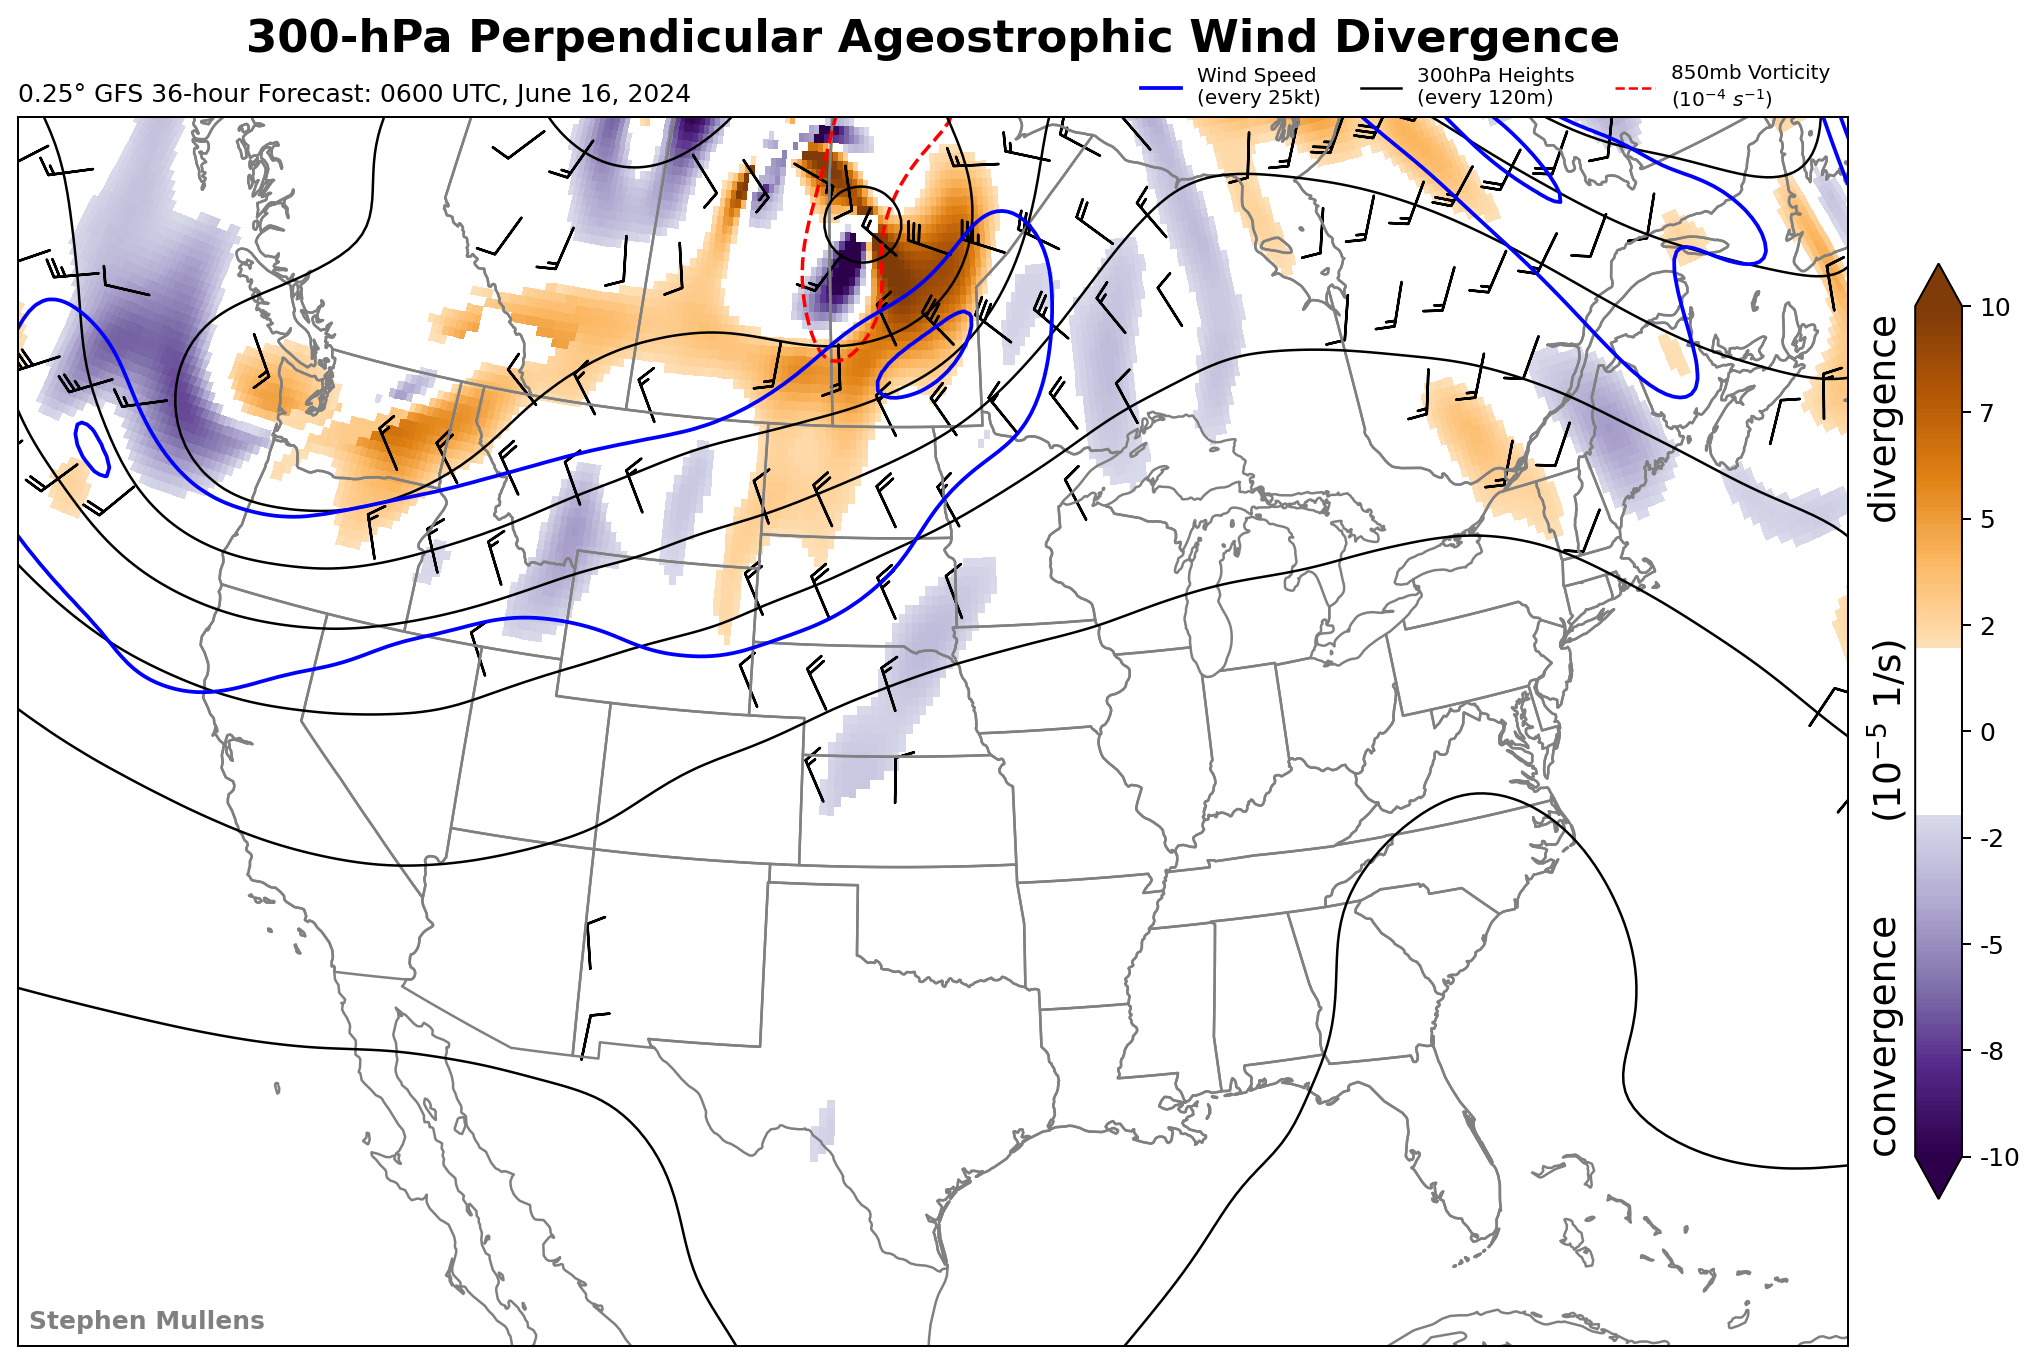 300-hPa Perpendicular Ageostrophic Wind Divergence
0.25° GFS 36-hour Forecast: 0600 UTC, June 16, 2024
Wind Speed
(every 25kt)
300hPa Heights
(every 120m)
850mb Vorticity
(10⁻⁴ s⁻¹)
10
7
5
2
0
-2
-5
-8
-10
convergence (10⁻⁵ 1/s) divergence
Stephen Mullens